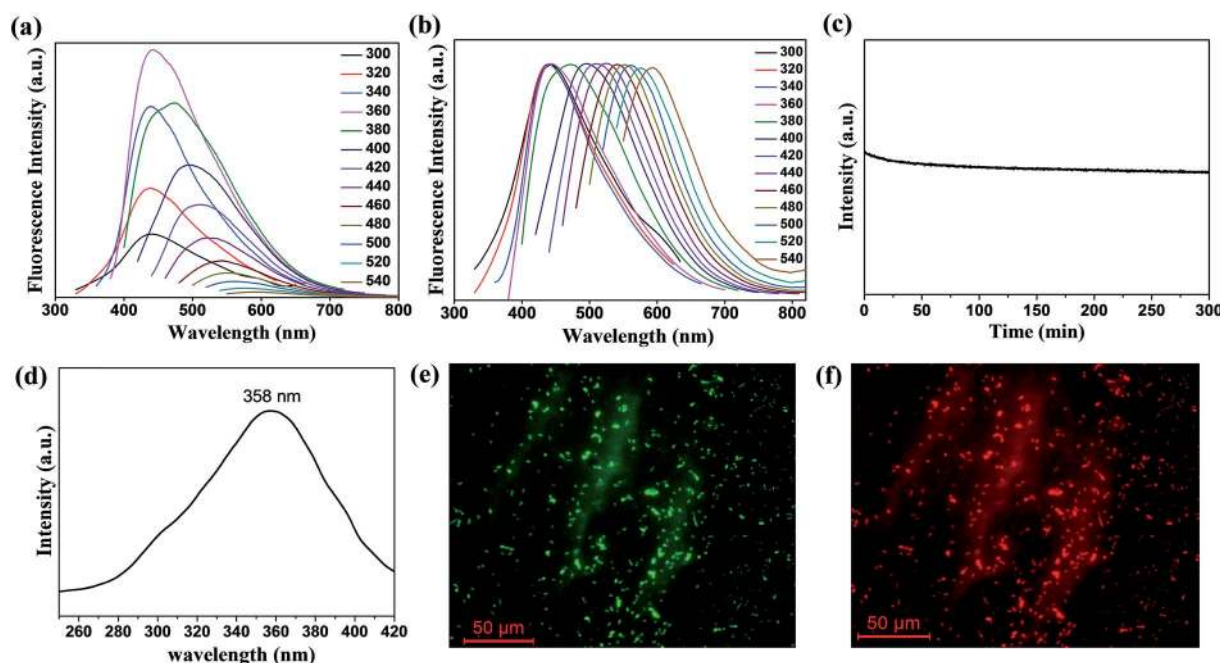 (a)
Fluorescence Intensity (a.u.)
300
320
340
360
380
400
420
440
460
480
500
520
540
300 400 500 600 700 800
Wavelength (nm)
(b)
Fluorescence Intensity (a.u.)
300
320
340
360
380
400
420
440
460
480
500
520
540
300 400 500 600 700 800
Wavelength (nm)
(c)
Intensity (a.u.)
0 50 100 150 200 250 300
Time (min)
(d)
358 nm
Intensity (a.u.)
260 280 300 320 340 360 380 400 420
wavelength (nm)
(e)
50 µm
(f)
50 µm